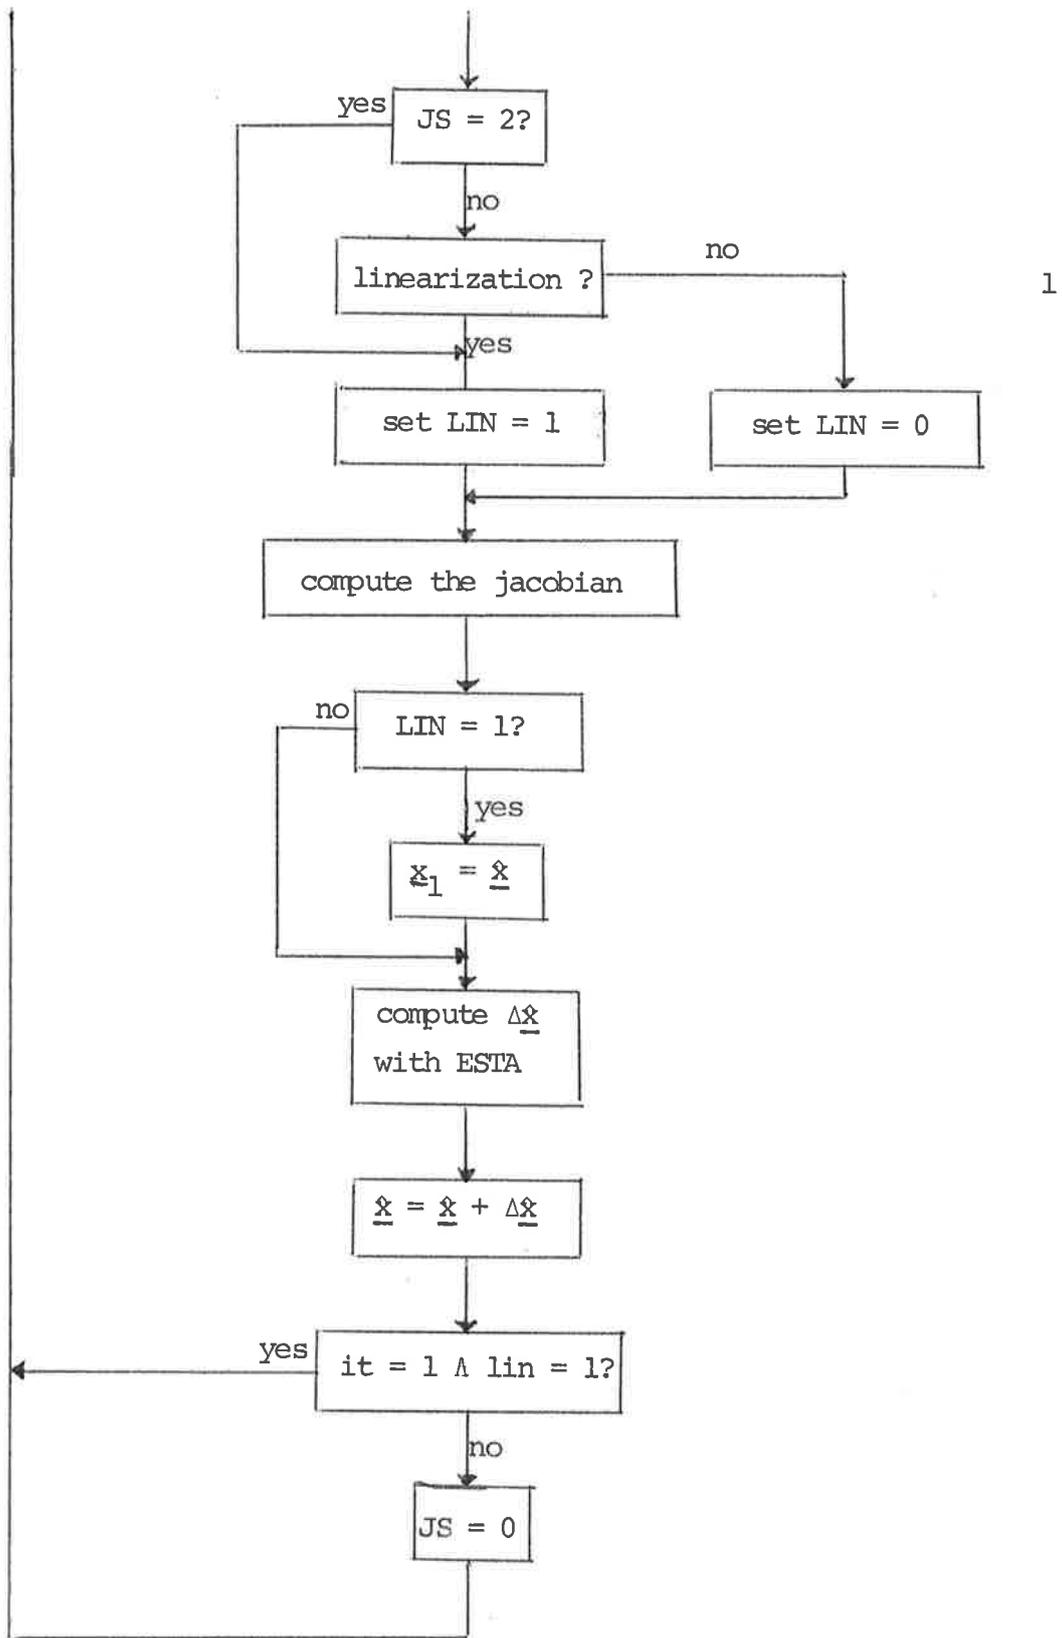 yes
JS = 2?
no
linearization ?
no
1
yes
set LIN = 1
set LIN = 0
compute the jacobian
no
LIN = 1?
yes
x̲₁ = x̲̂
compute Δx̲̂
with ESTA
x̲̂ = x̲̂ + Δx̲̂
yes
it = 1 Λ lin = 1?
no
JS = 0